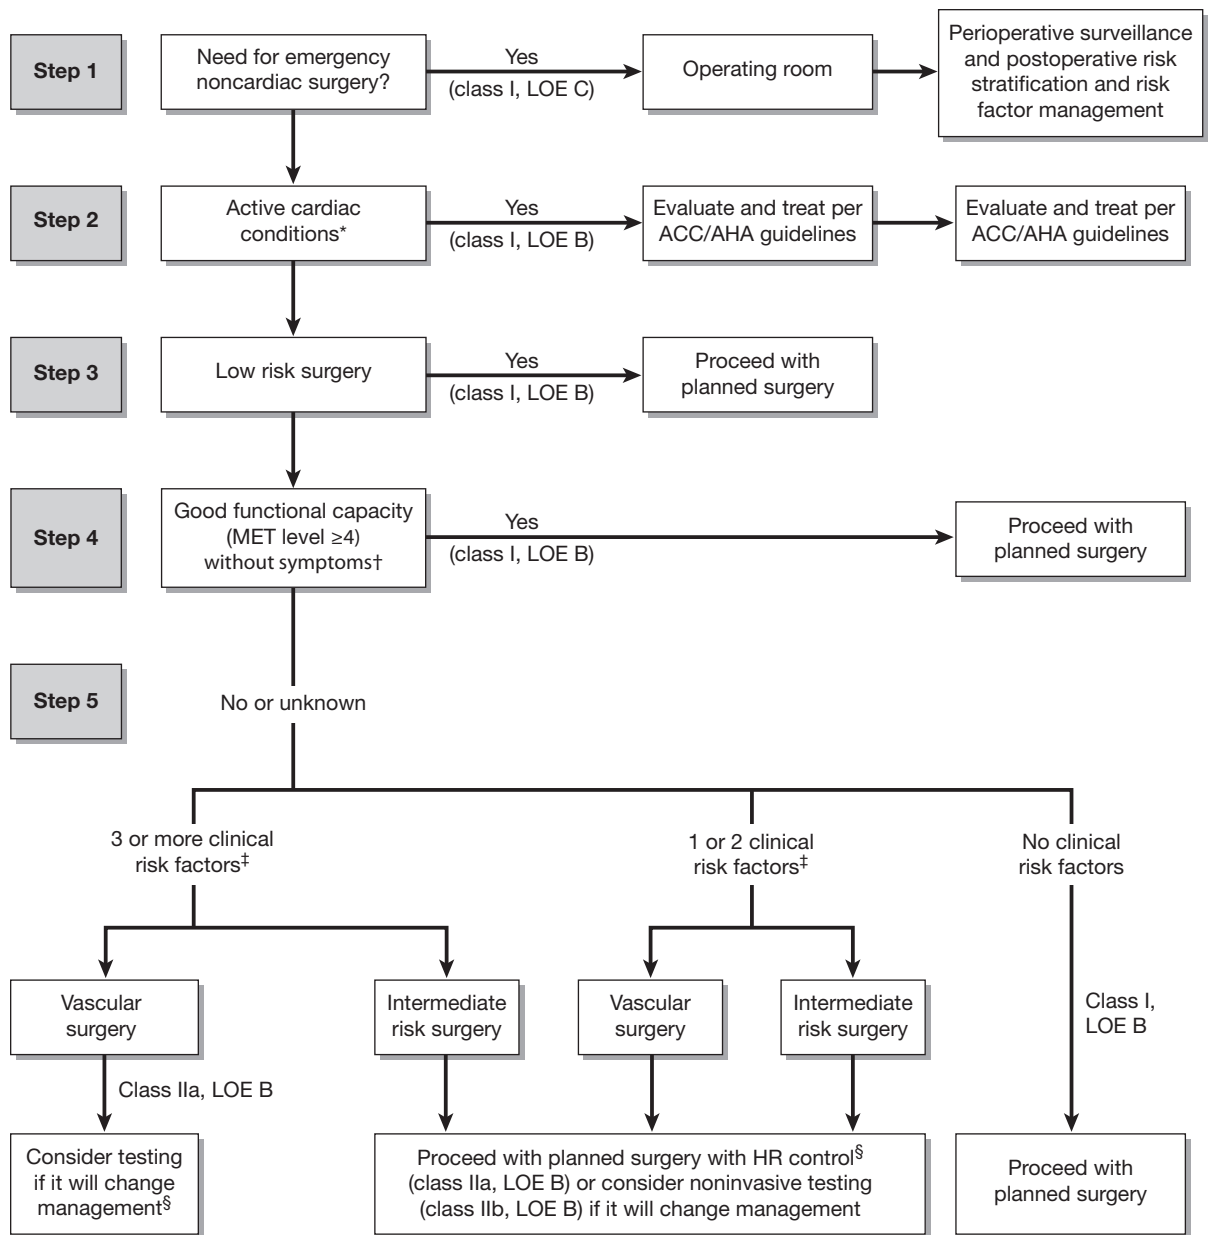 Step 1
Need for emergency
noncardiac surgery?
Yes
(class I, LOE C)
Operating room
Perioperative surveillance
and postoperative risk
stratification and risk
factor management
Step 2
Active cardiac
conditions*
Yes
(class I, LOE B)
Evaluate and treat per
ACC/AHA guidelines
Evaluate and treat per
ACC/AHA guidelines
Step 3
Low risk surgery
Yes
(class I, LOE B)
Proceed with
planned surgery
Step 4
Good functional capacity
(MET level ≥4)
without symptoms†
Yes
(class I, LOE B)
Proceed with
planned surgery
Step 5
No or unknown
3 or more clinical
risk factors‡
1 or 2 clinical
risk factors‡
No clinical
risk factors
Vascular
surgery
Intermediate
risk surgery
Vascular
surgery
Intermediate
risk surgery
Class I,
LOE B
Class IIa, LOE B
Consider testing
if it will change
management§
Proceed with planned surgery with HR control§
(class IIa, LOE B) or consider noninvasive testing
(class IIb, LOE B) if it will change management
Proceed with
planned surgery